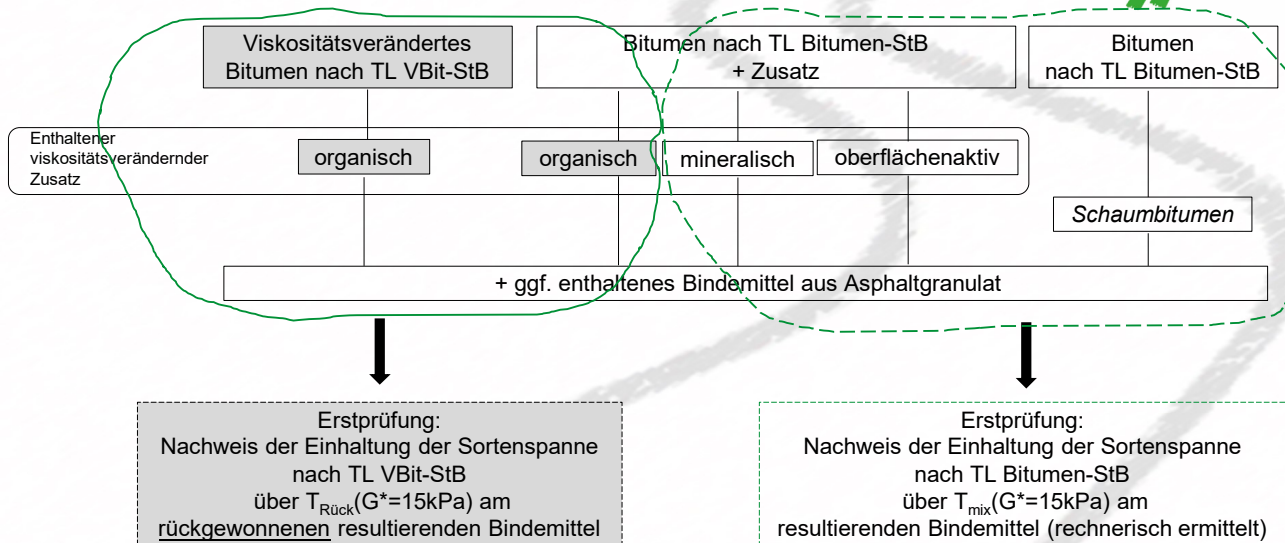 Viskositätsverändertes
Bitumen nach TL VBit-StB
Bitumen nach TL Bitumen-StB
+ Zusatz
Bitumen
nach TL Bitumen-StB
Enthaltener
viskositätsverändernder
Zusatz
organisch
organisch
mineralisch
oberflächenaktiv
Schaumbitumen
+ ggf. enthaltenes Bindemittel aus Asphaltgranulat
Erstprüfung:
Nachweis der Einhaltung der Sortenspanne
nach TL VBit-StB
über TRück(G*=15kPa) am
rückgewonnenen resultierenden Bindemittel
Erstprüfung:
Nachweis der Einhaltung der Sortenspanne
nach TL Bitumen-StB
über Tmix(G*=15kPa) am
resultierenden Bindemittel (rechnerisch ermittelt)